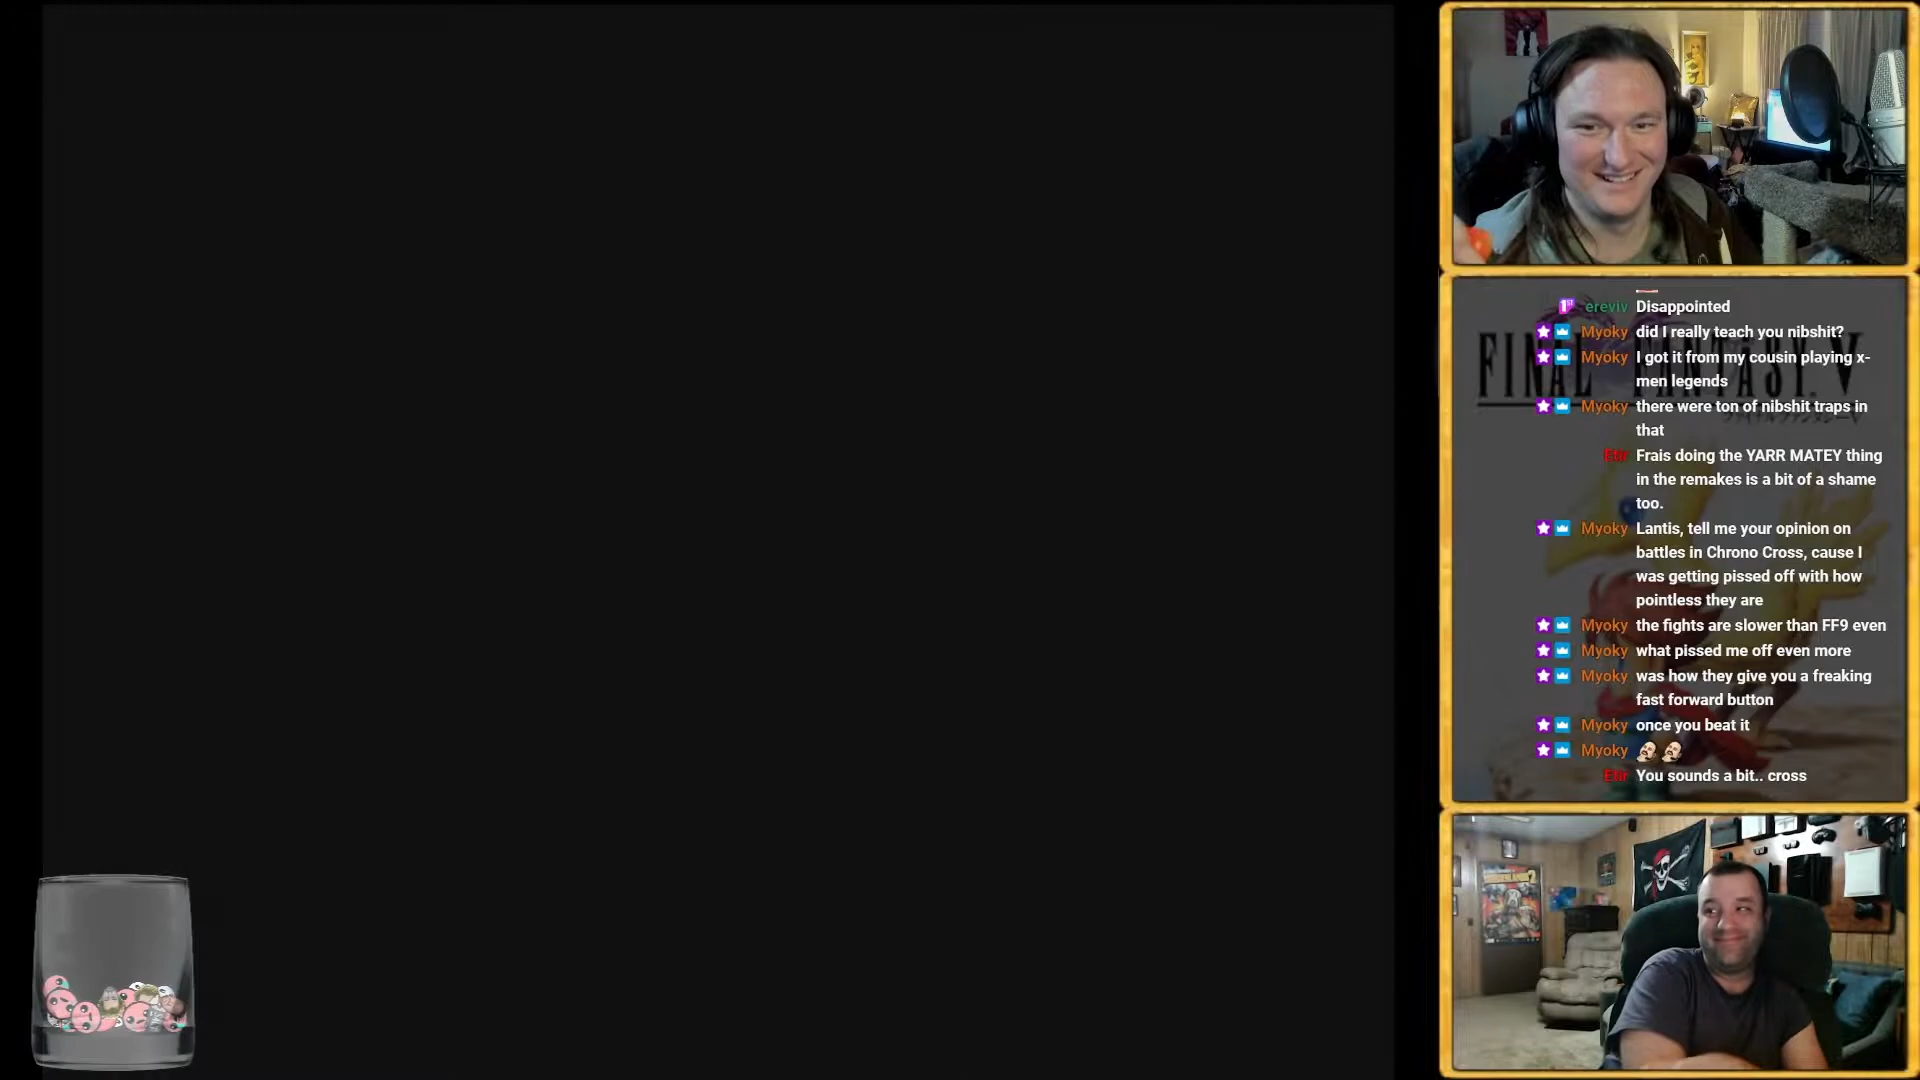 ereviv Disappointed
Myoky did I really teach you nibshit?
Myoky I got it from my cousin playing x-
men legends
Myoky there were ton of nibshit traps in
that
Etir Frais doing the YARR MATEY thing
in the remakes is a bit of a shame
too.
Myoky Lantis, tell me your opinion on
battles in Chrono Cross, cause I
was getting pissed off with how
pointless they are
Myoky the fights are slower than FF9 even
Myoky what pissed me off even more
Myoky was how they give you a freaking
fast forward button
Myoky once you beat it
Myoky
Etir You sounds a bit.. cross
FINAL FANTASY V